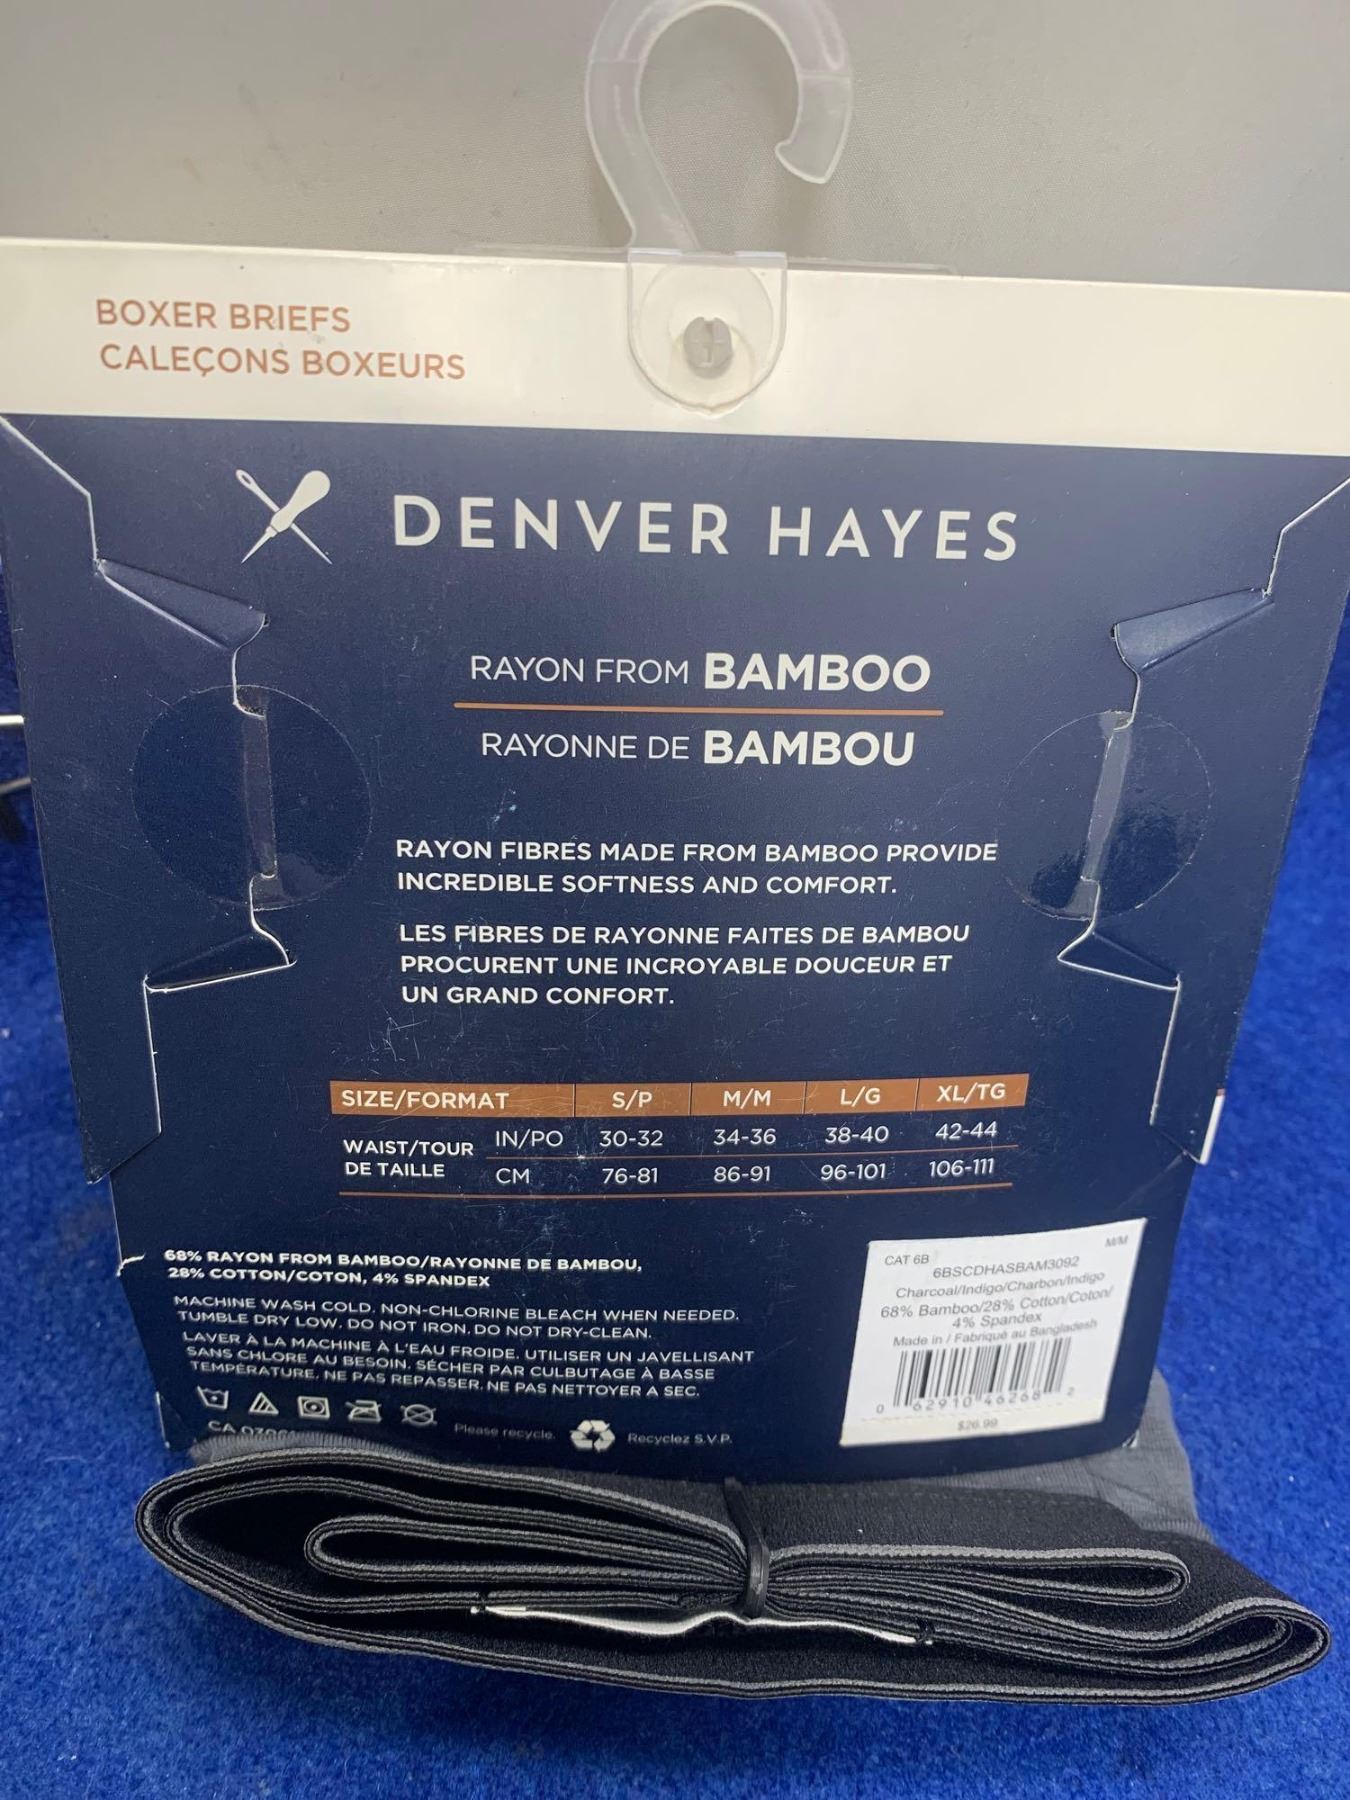 BOXER BRIEFS
CALEÇONS BOXEURS
DENVER HAYES
RAYON FROM BAMBOO
RAYONNE DE BAMBOU
RAYON FIBRES MADE FROM BAMBOO PROVIDE
INCREDIBLE SOFTNESS AND COMFORT.
LES FIBRES DE RAYONNE FAITES DE BAMBOU
PROCURENT UNE INCROYABLE DOUCEUR ET
UN GRAND CONFORT.
SIZE/FORMAT S/P M/M L/G XL/TG
WAIST/TOUR DE TAILLE
IN/PO 30-32 34-36 38-40 42-44
CM 76-81 86-91 96-101 106-111
68% RAYON FROM BAMBOO/RAYONNE DE BAMBOU,
28% COTTON/COTON, 4% SPANDEX
MACHINE WASH COLD. NON-CHLORINE BLEACH WHEN NEEDED.
TUMBLE DRY LOW. DO NOT IRON. DO NOT DRY-CLEAN.
LAVER À LA MACHINE À L'EAU FROIDE. UTILISER UN JAVELLISANT
SANS CHLORE AU BESOIN. SÉCHER PAR CULBUTAGE À BASSE
TEMPÉRATURE. NE PAS REPASSER. NE PAS NETTOYER A SEC.
CA
Please recycle. Recyclez S.V.P.
M/M
CAT 6B
6BSCDHASBAM3092
Charcoal/Indigo/Charbon/Indigo
68% Bamboo/28% Cotton/Coton/
4% Spandex
Made in / Fabriqué au Bangladesh
0 62910 46268 2
$26.99